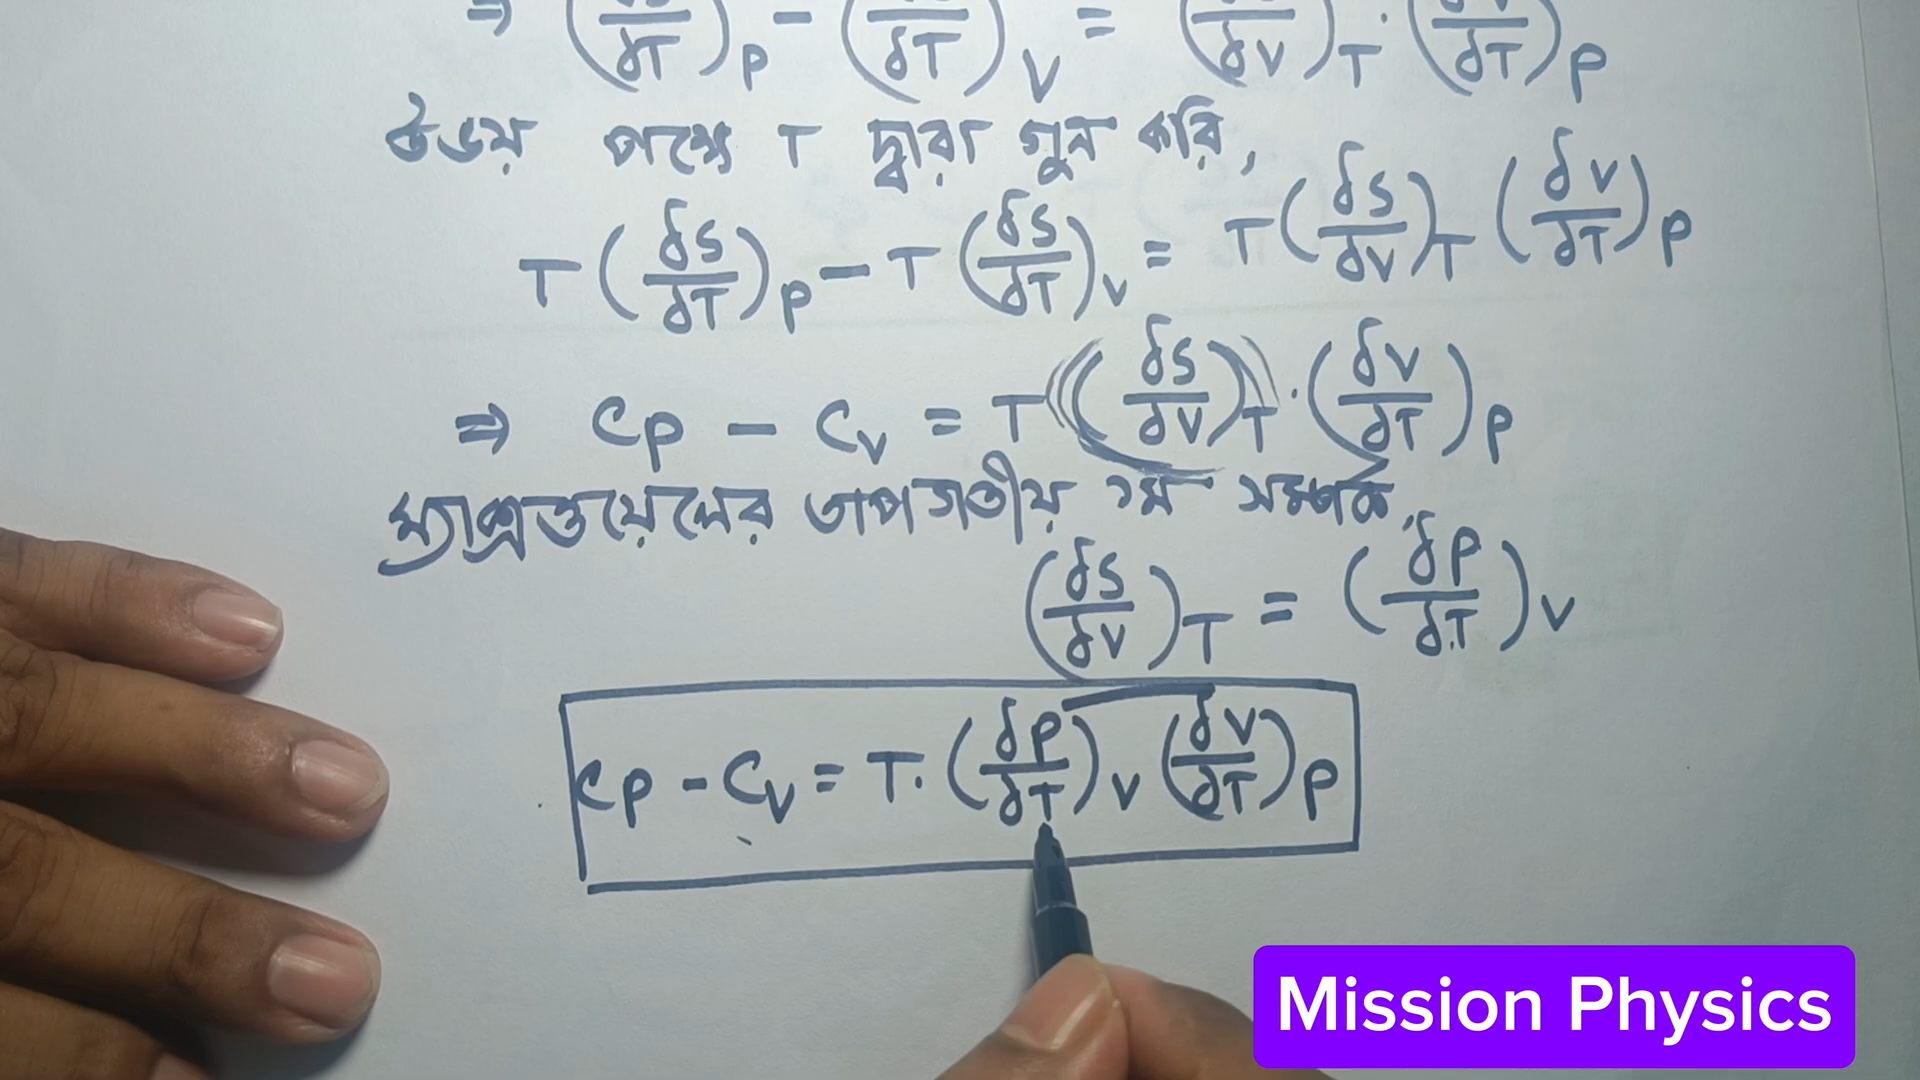 ⇒ (δS/δT)P − (δS/δT)V = (δS/δV)T · (δV/δT)P
উভয় পক্ষে T দ্বারা গুন করি,
T(δS/δT)P − T(δS/δT)V = T(δS/δV)T (δV/δT)P
⇒ CP − CV = T(δS/δV)T · (δV/δT)P
ম্যাক্সওয়েলের তাপগতীয় ১ম সম্পর্ক,
(δS/δV)T = (δP/δT)V
CP − CV = T · (δP/δT)V (δV/δT)P
Mission Physics